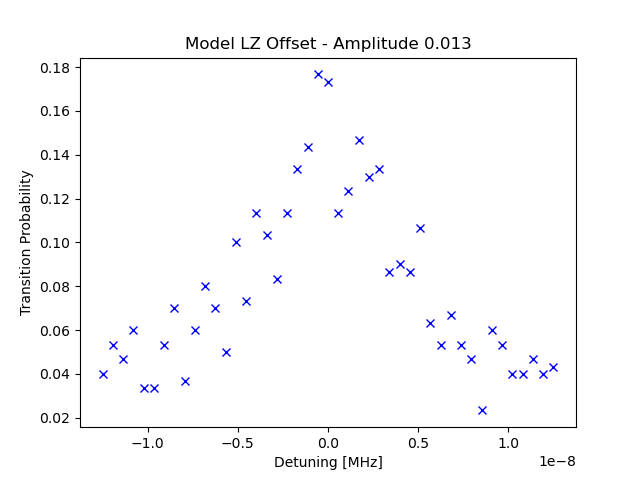 Model LZ Offset - Amplitude 0.013
Transition Probability
0.18
0.16
0.14
0.12
0.10
0.08
0.06
0.04
0.02
−1.0 −0.5 0.0 0.5 1.0
1e−8
Detuning [MHz]